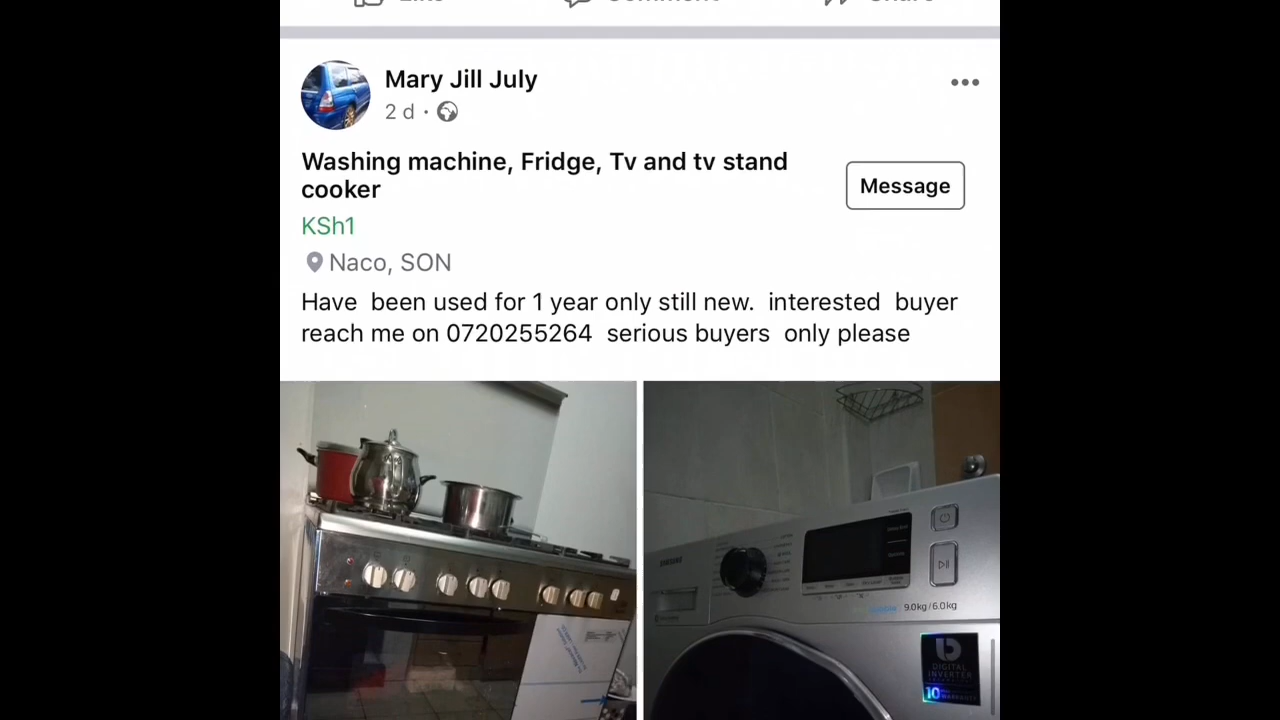 Mary Jill July
2 d ·
Washing machine, Fridge, Tv and tv stand
cooker
Message
KSh1
Naco, SON
Have been used for 1 year only still new. interested buyer
reach me on 0720255264 serious buyers only please
SAMSUNG
9.0kg/6.0kg
DIGITAL
INVERTER
10